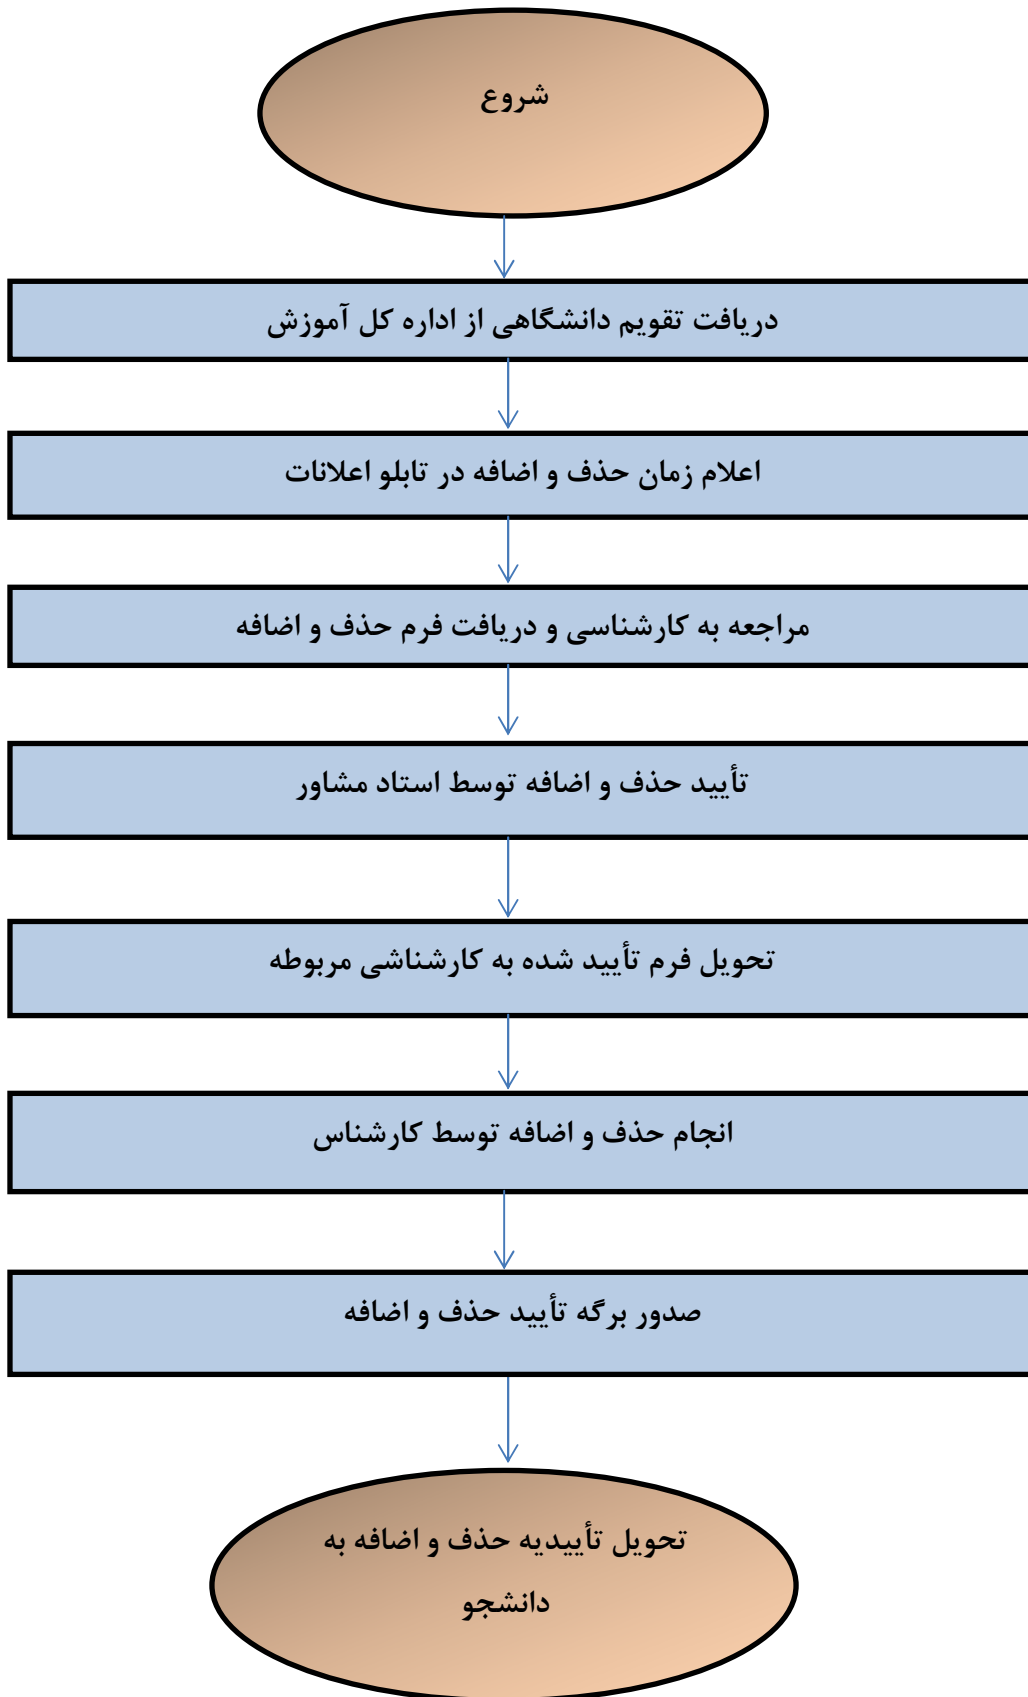 شروع
دریافت تقویم دانشگاهی از اداره کل آموزش
اعلام زمان حذف و اضافه در تابلو اعلانات
مراجعه به کارشناسی و دریافت فرم حذف و اضافه
تأیید حذف و اضافه توسط استاد مشاور
تحویل فرم تأیید شده به کارشناشی مربوطه
انجام حذف و اضافه توسط کارشناس
صدور برگه تأیید حذف و اضافه
تحویل تأییدیه حذف و اضافه به
دانشجو